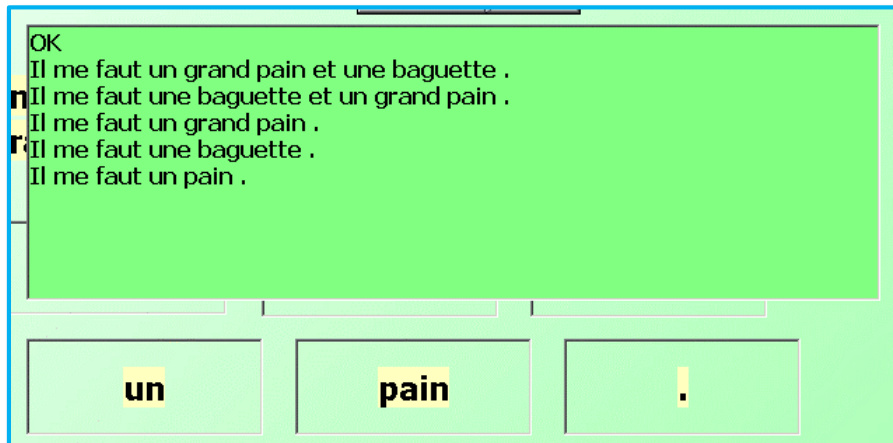 OK
Il me faut un grand pain et une baguette .
Il me faut une baguette et un grand pain .
Il me faut un grand pain .
Il me faut une baguette .
Il me faut un pain .
un pain .